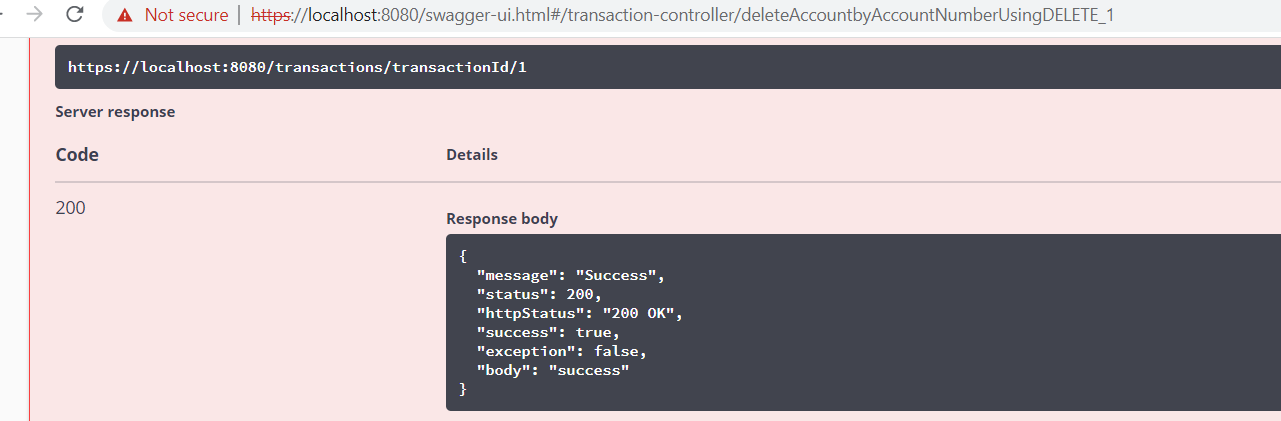 Not secure | https://localhost:8080/swagger-ui.html#/transaction-controller/deleteAccountbyAccountNumberUsingDELETE_1
https://localhost:8080/transactions/transactionId/1
Server response
Code Details
200
Response body
{
  "message": "Success",
  "status": 200,
  "httpStatus": "200 OK",
  "success": true,
  "exception": false,
  "body": "success"
}